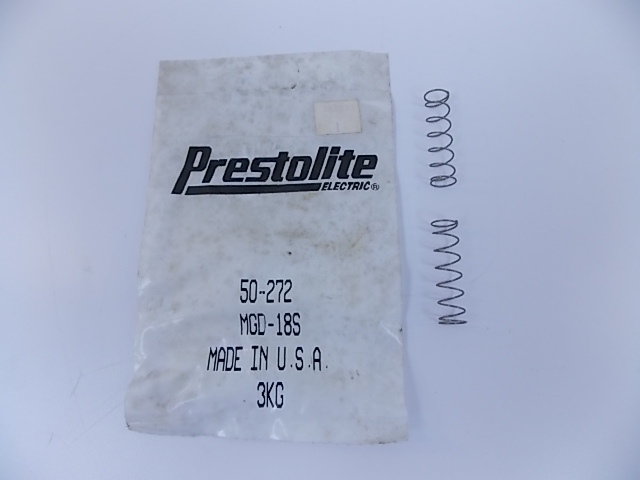 Prestolite
ELECTRIC®
50-272
MGD-18S
MADE IN U.S.A.
3KG